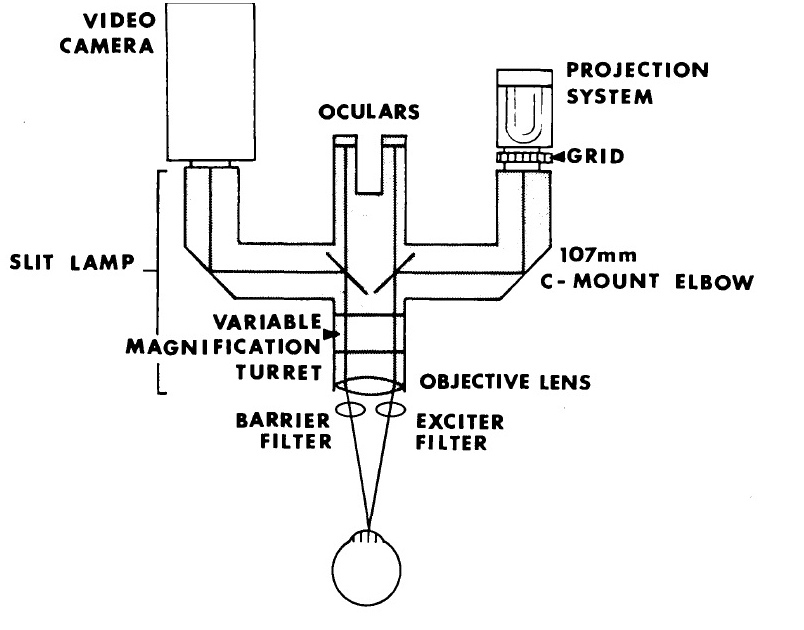 VIDEO
CAMERA
PROJECTION
SYSTEM
OCULARS
GRID
SLIT LAMP
107mm
C-MOUNT ELBOW
VARIABLE
MAGNIFICATION
TURRET
OBJECTIVE LENS
BARRIER
FILTER
EXCITER
FILTER